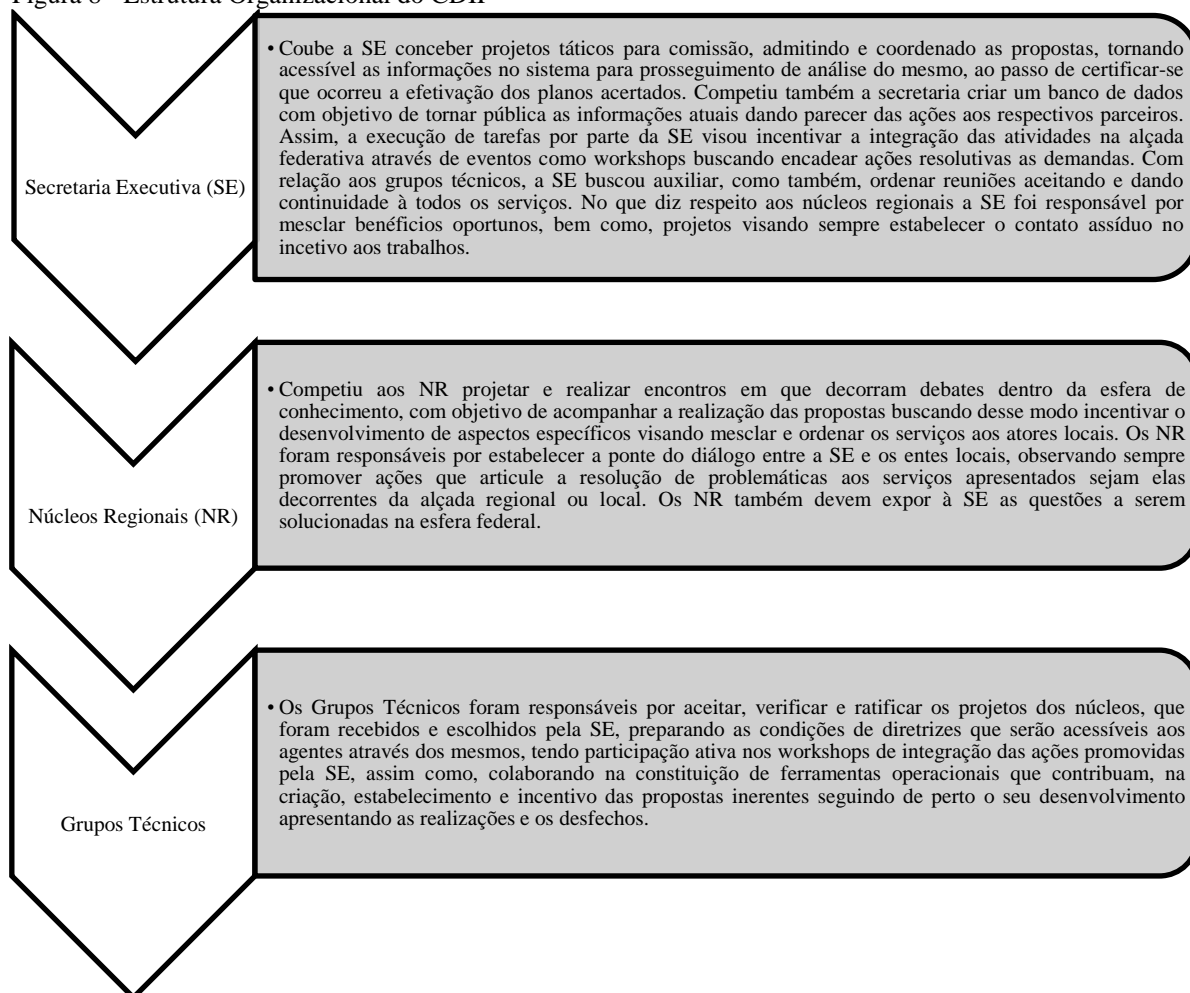 Figura 8 - Estrutura Organizacional do CDIF
Secretaria Executiva (SE)
• Coube a SE conceber projetos táticos para comissão, admitindo e coordenado as propostas, tornando
acessível as informações no sistema para prosseguimento de análise do mesmo, ao passo de certificar-se
que ocorreu a efetivação dos planos acertados. Competiu também a secretaria criar um banco de dados
com objetivo de tornar pública as informações atuais dando parecer das ações aos respectivos parceiros.
Assim, a execução de tarefas por parte da SE visou incentivar a integração das atividades na alçada
federativa através de eventos como workshops buscando encadear ações resolutivas as demandas. Com
relação aos grupos técnicos, a SE buscou auxiliar, como também, ordenar reuniões aceitando e dando
continuidade à todos os serviços. No que diz respeito aos núcleos regionais a SE foi responsável por
mesclar benéficios oportunos, bem como, projetos visando sempre estabelecer o contato assíduo no
incetivo aos trabalhos.
Núcleos Regionais (NR)
• Competiu aos NR projetar e realizar encontros em que decorram debates dentro da esfera de
conhecimento, com objetivo de acompanhar a realização das propostas buscando desse modo incentivar o
desenvolvimento de aspectos específicos visando mesclar e ordenar os serviços aos atores locais. Os NR
foram responsáveis por estabelecer a ponte do diálogo entre a SE e os entes locais, observando sempre
promover ações que articule a resolução de problemáticas aos serviços apresentados sejam elas
decorrentes da alçada regional ou local. Os NR também devem expor à SE as questões a serem
solucionadas na esfera federal.
Grupos Técnicos
• Os Grupos Técnicos foram responsáveis por aceitar, verificar e ratificar os projetos dos núcleos, que
foram recebidos e escolhidos pela SE, preparando as condições de diretrizes que serão acessíveis aos
agentes através dos mesmos, tendo participação ativa nos workshops de integração das ações promovidas
pela SE, assim como, colaborando na constituição de ferramentas operacionais que contribuam, na
criação, estabelecimento e incentivo das propostas inerentes seguindo de perto o seu desenvolvimento
apresentando as realizações e os desfechos.